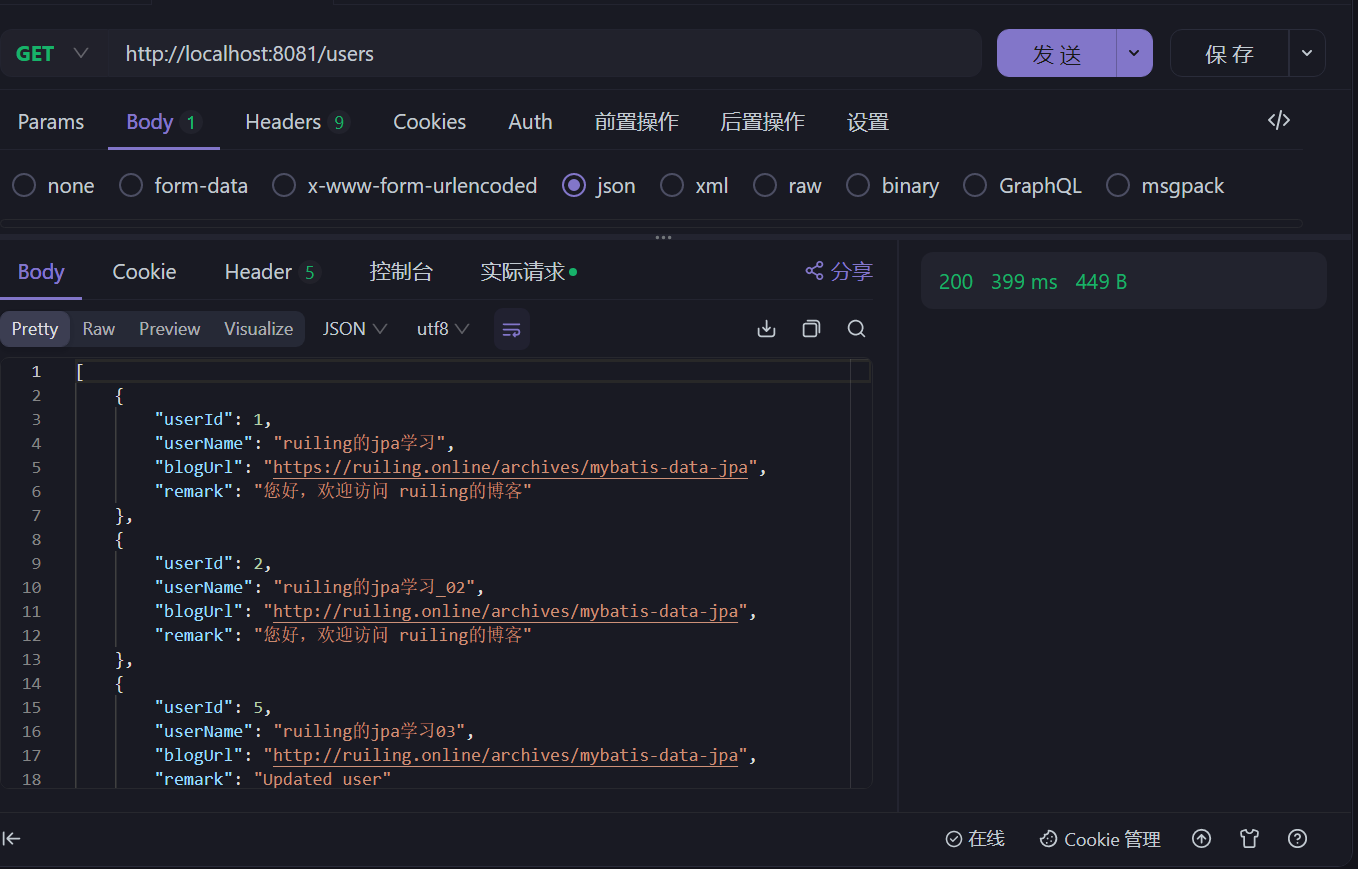 GET http://localhost:8081/users 发 送 保 存
Params Body 1 Headers 9 Cookies Auth 前置操作 后置操作 设置
none form-data x-www-form-urlencoded json xml raw binary GraphQL msgpack
Body Cookie Header 5 控制台 实际请求 分享
200 399 ms 449 B
Pretty Raw Preview Visualize JSON utf8
1 [
2 {
3 "userId": 1,
4 "userName": "ruiling的jpa学习",
5 "blogUrl": "https://ruiling.online/archives/mybatis-data-jpa",
6 "remark": "您好，欢迎访问 ruiling的博客"
7 },
8 {
9 "userId": 2,
10 "userName": "ruiling的jpa学习_02",
11 "blogUrl": "http://ruiling.online/archives/mybatis-data-jpa",
12 "remark": "您好，欢迎访问 ruiling的博客"
13 },
14 {
15 "userId": 5,
16 "userName": "ruiling的jpa学习03",
17 "blogUrl": "http://ruiling.online/archives/mybatis-data-jpa",
18 "remark": "Updated user"
在线 Cookie 管理